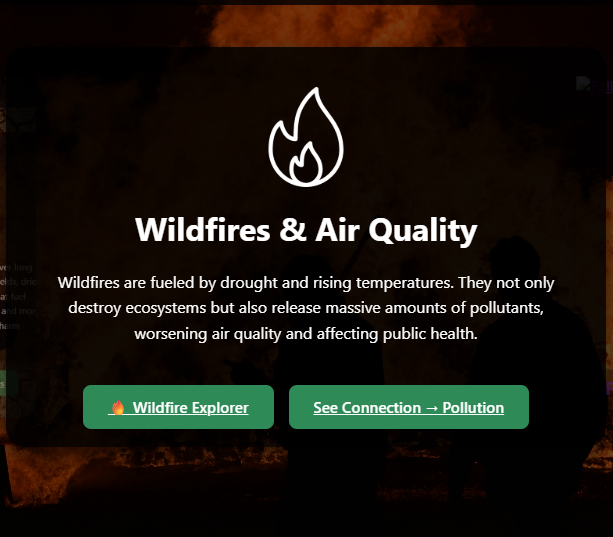 Wildfires & Air Quality
Wildfires are fueled by drought and rising temperatures. They not only
destroy ecosystems but also release massive amounts of pollutants,
worsening air quality and affecting public health.
🔥 Wildfire Explorer
See Connection → Pollution